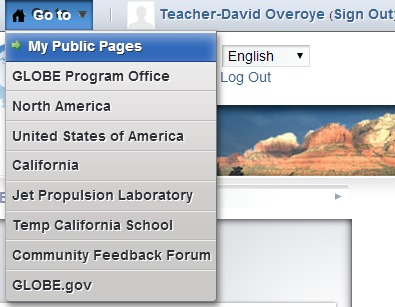 Go to
Teacher-David Overoye (Sign Out
My Public Pages
English
Log Out
GLOBE Program Office
North America
United States of America
California
Jet Propulsion Laboratory
Temp California School
Community Feedback Forum
GLOBE.gov